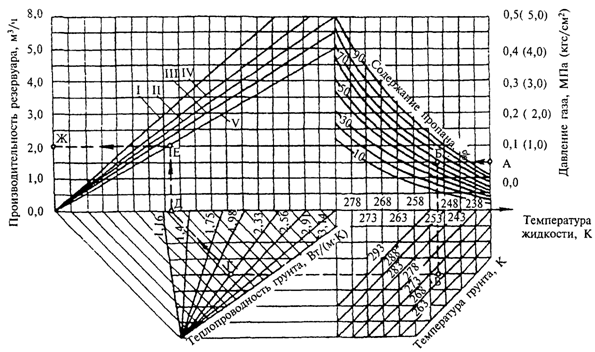 8,0
6,0
5,0
4,0
3,0
2,0
1,0
0,0
Производительность резервуара, м³/ч
Ж
I
II
III
IV
V
Е
Д
90
70
50
30
10
Содержание пропана, %
Б
А
0,5( 5,0)
0,4 (4,0)
0,3 (3,0)
0,2 ( 2,0)
0,1 (1,0)
0,0
Давление газа, МПа (кгс/см²)
278 268 258 248 238
273 263 253 243
Температура жидкости, К
1,16
1,75
1,98
2,33
2,56
2,91
3,14
Г
Теплопроводность грунта, Вт/(м·К)
293
288
283
278
273
268
263
Температура грунта, К